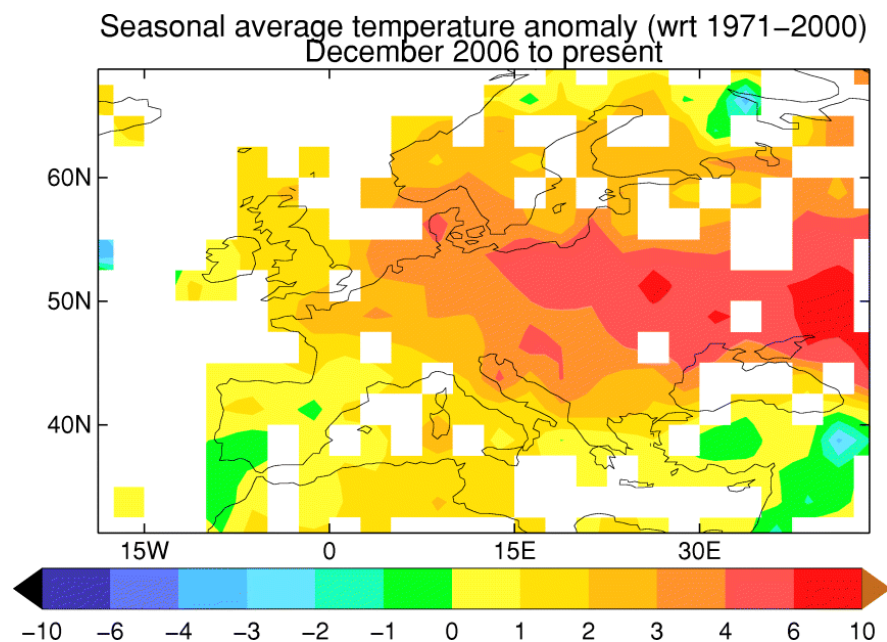 Seasonal average temperature anomaly (wrt 1971−2000)
December 2006 to present
60N
50N
40N
15W 0 15E 30E
−10 −6 −4 −3 −2 −1 0 1 2 3 4 6 10